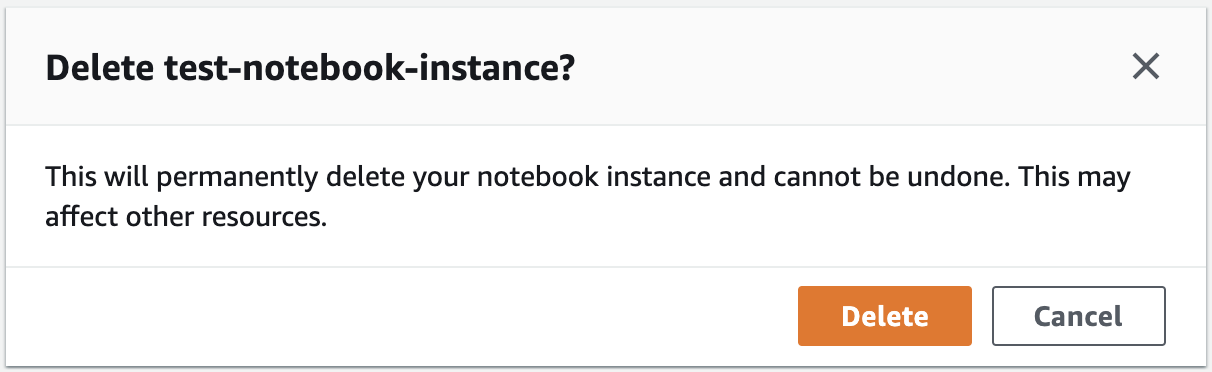 Delete test-notebook-instance?
This will permanently delete your notebook instance and cannot be undone. This may
affect other resources.
Delete
Cancel